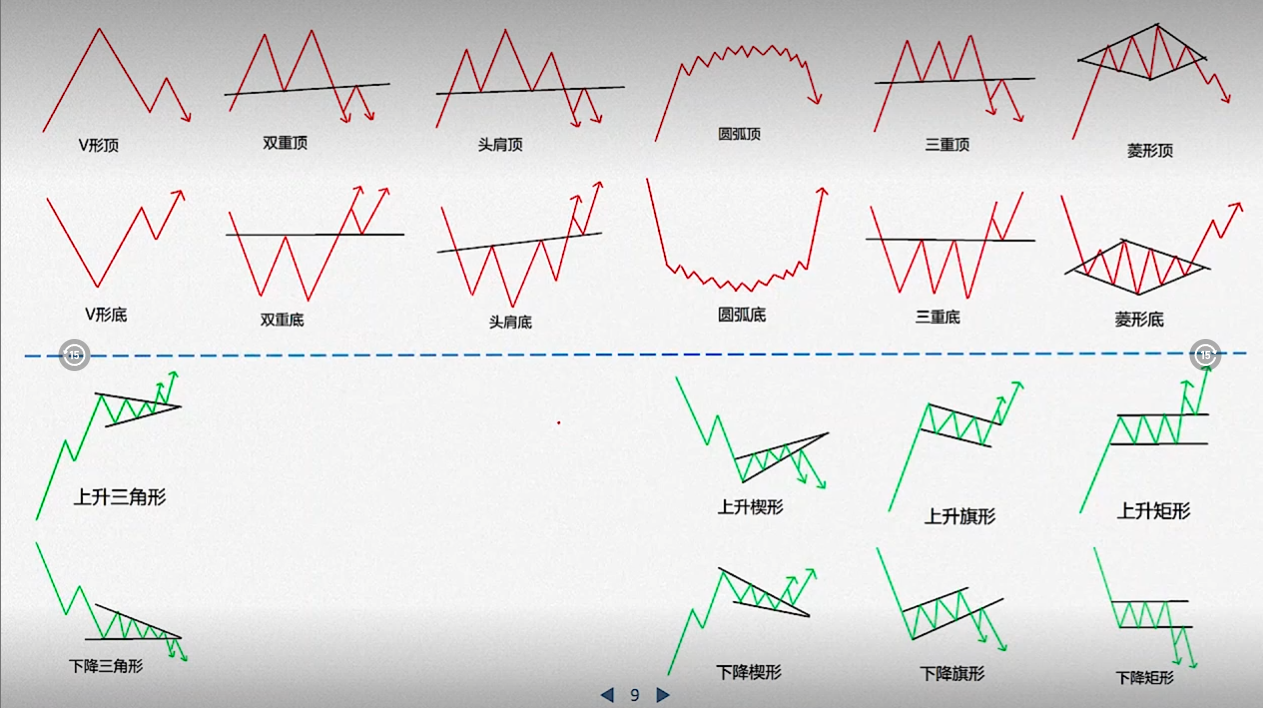 V形顶
双重顶
头肩顶
圆弧顶
三重顶
菱形顶
V形底
双重底
头肩底
圆弧底
三重底
菱形底
15
15
上升三角形
上升楔形
上升旗形
上升矩形
下降三角形
下降楔形
下降旗形
下降矩形
9